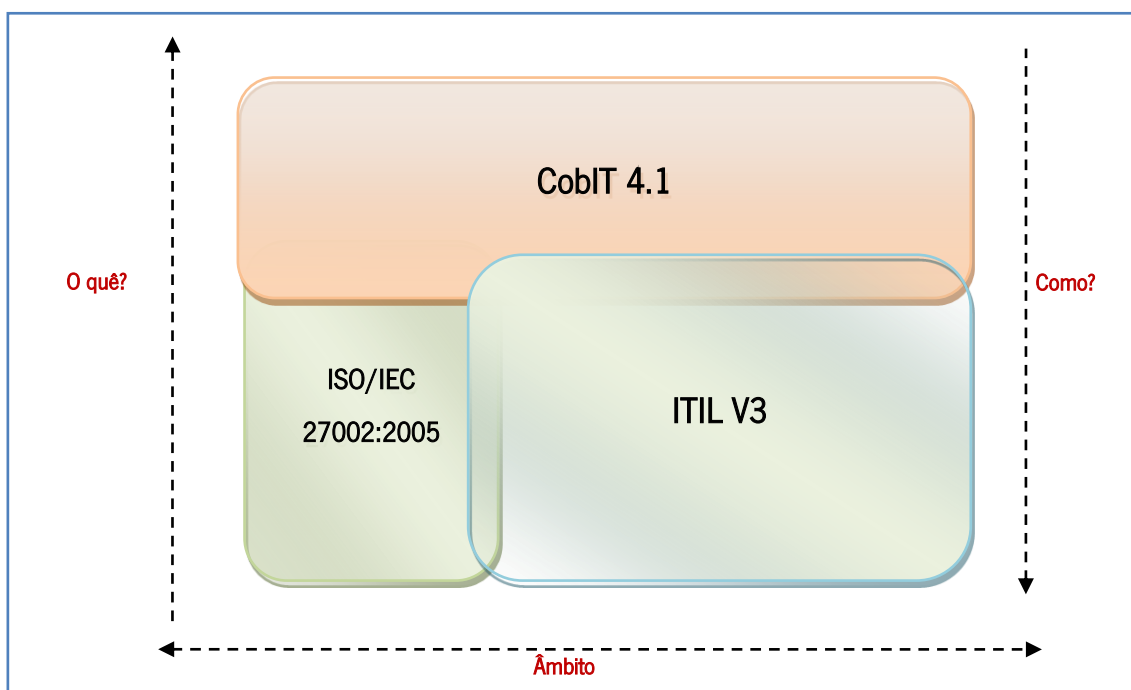 CobIT 4.1
O quê?
Como?
ISO/IEC
27002:2005
ITIL V3
Âmbito